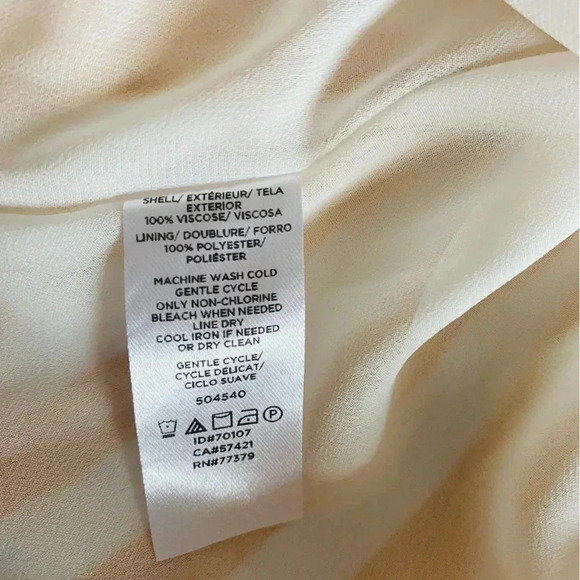 SHELL/ EXTÉRIEUR/ TELA
EXTERIOR
100% VISCOSE/ VISCOSA
LINING/ DOUBLURE/ FORRO
100% POLYESTER/
POLIÉSTER
MACHINE WASH COLD
GENTLE CYCLE
ONLY NON-CHLORINE
BLEACH WHEN NEEDED
LINE DRY
COOL IRON IF NEEDED
OR DRY CLEAN
GENTLE CYCLE/
CYCLE DÉLICAT/
CICLO SUAVE
504540
ID#70107
CA#57421
RN#77379